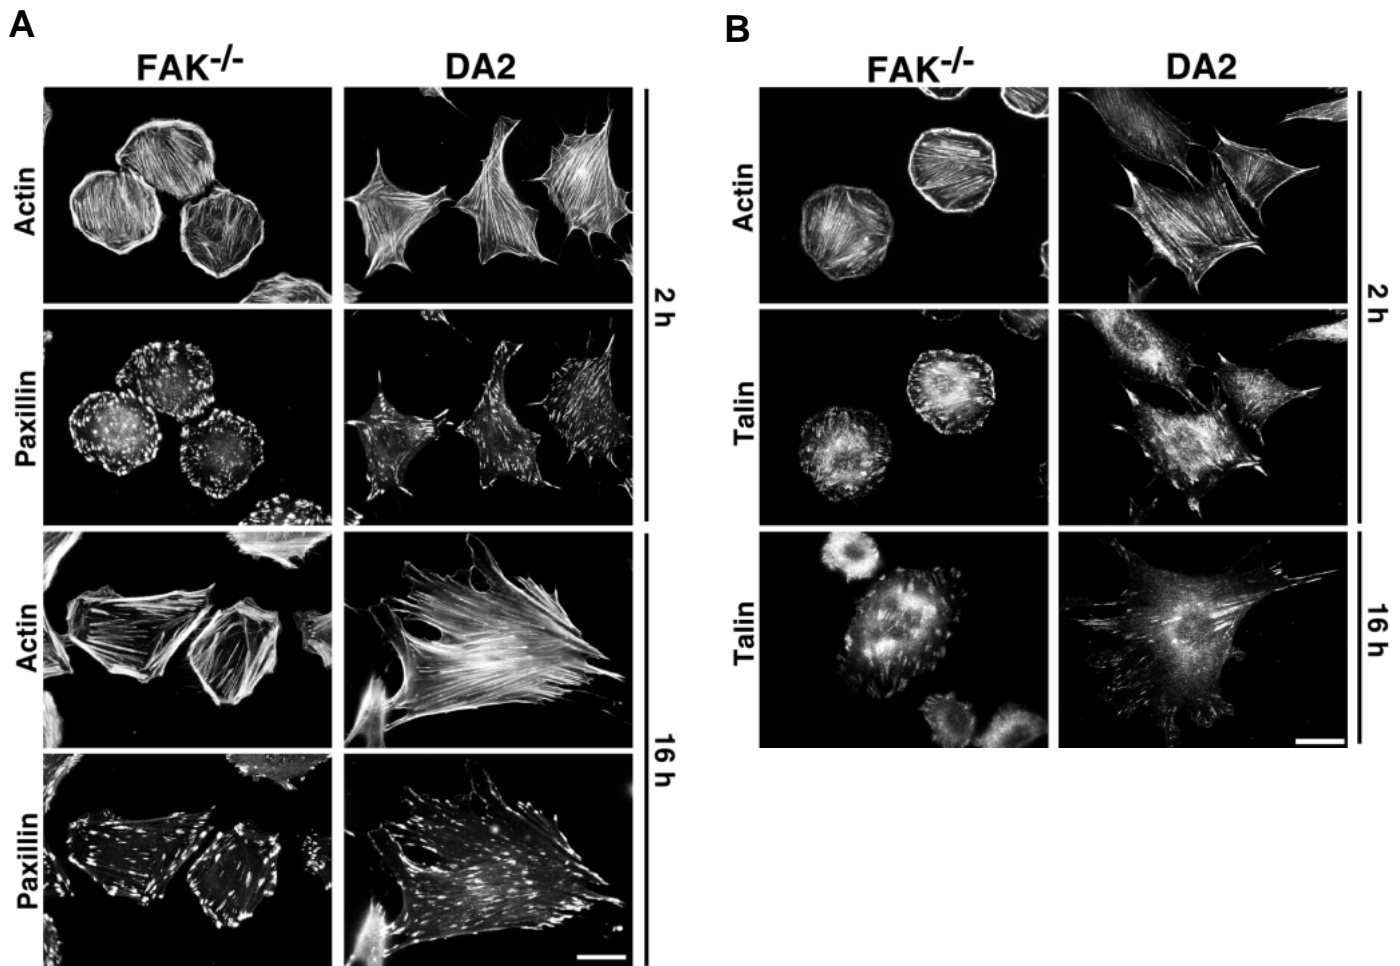 A
FAK-/-
DA2
Actin
Paxillin
2 h
Actin
Paxillin
16 h
B
FAK-/-
DA2
Actin
Talin
2 h
Talin
16 h